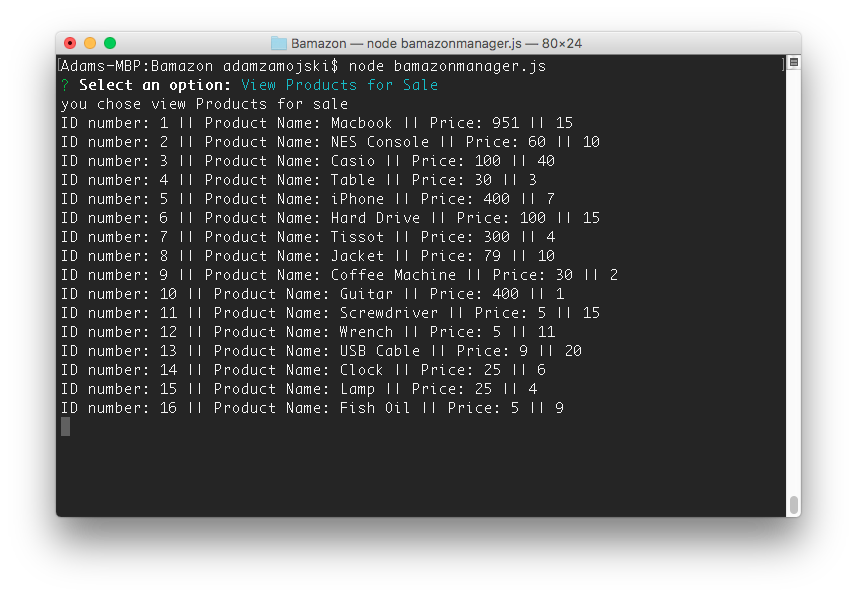 Bamazon — node bamazonmanager.js — 80×24
[Adams-MBP:Bamazon adamzamojski$ node bamazonmanager.js ]
? Select an option: View Products for Sale
you chose view Products for sale
ID number: 1 || Product Name: Macbook || Price: 951 || 15
ID number: 2 || Product Name: NES Console || Price: 60 || 10
ID number: 3 || Product Name: Casio || Price: 100 || 40
ID number: 4 || Product Name: Table || Price: 30 || 3
ID number: 5 || Product Name: iPhone || Price: 400 || 7
ID number: 6 || Product Name: Hard Drive || Price: 100 || 15
ID number: 7 || Product Name: Tissot || Price: 300 || 4
ID number: 8 || Product Name: Jacket || Price: 79 || 10
ID number: 9 || Product Name: Coffee Machine || Price: 30 || 2
ID number: 10 || Product Name: Guitar || Price: 400 || 1
ID number: 11 || Product Name: Screwdriver || Price: 5 || 15
ID number: 12 || Product Name: Wrench || Price: 5 || 11
ID number: 13 || Product Name: USB Cable || Price: 9 || 20
ID number: 14 || Product Name: Clock || Price: 25 || 6
ID number: 15 || Product Name: Lamp || Price: 25 || 4
ID number: 16 || Product Name: Fish Oil || Price: 5 || 9